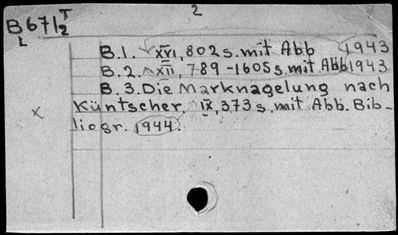 2
B 671 T/2
L
B.1. XVI, 802 s. mit Abb 1943
B.2. XII, 789-1605 s. mit Abb 1943
B.3. Die Marknagelung nach
x Küntscher. IX, 373 s. mit Abb. Bib-
liogr. 1944.